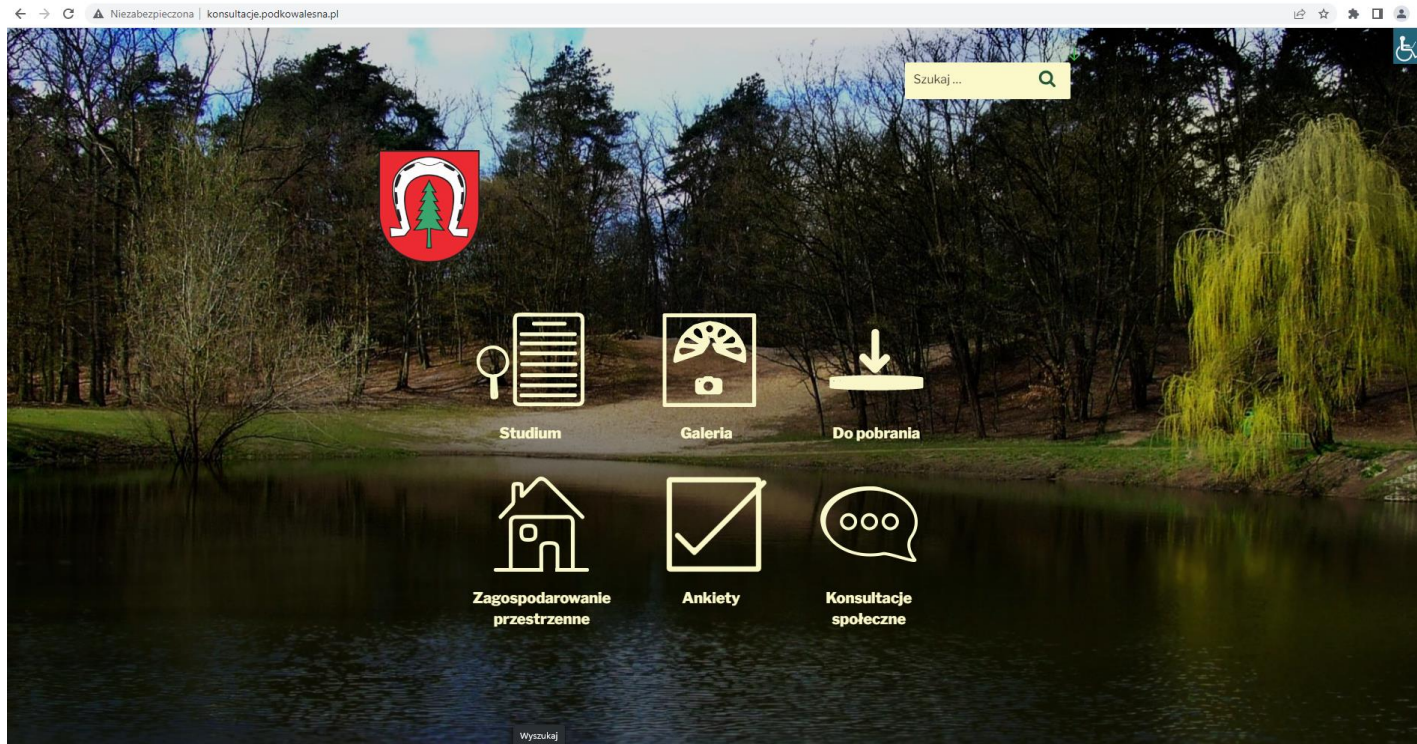 Niezabezpieczona | konsultacje.podkowalesna.pl
Szukaj ...
Studium
Galeria
Do pobrania
Zagospodarowanie
przestrzenne
Ankiety
Konsultacje
społeczne
Wyszukaj